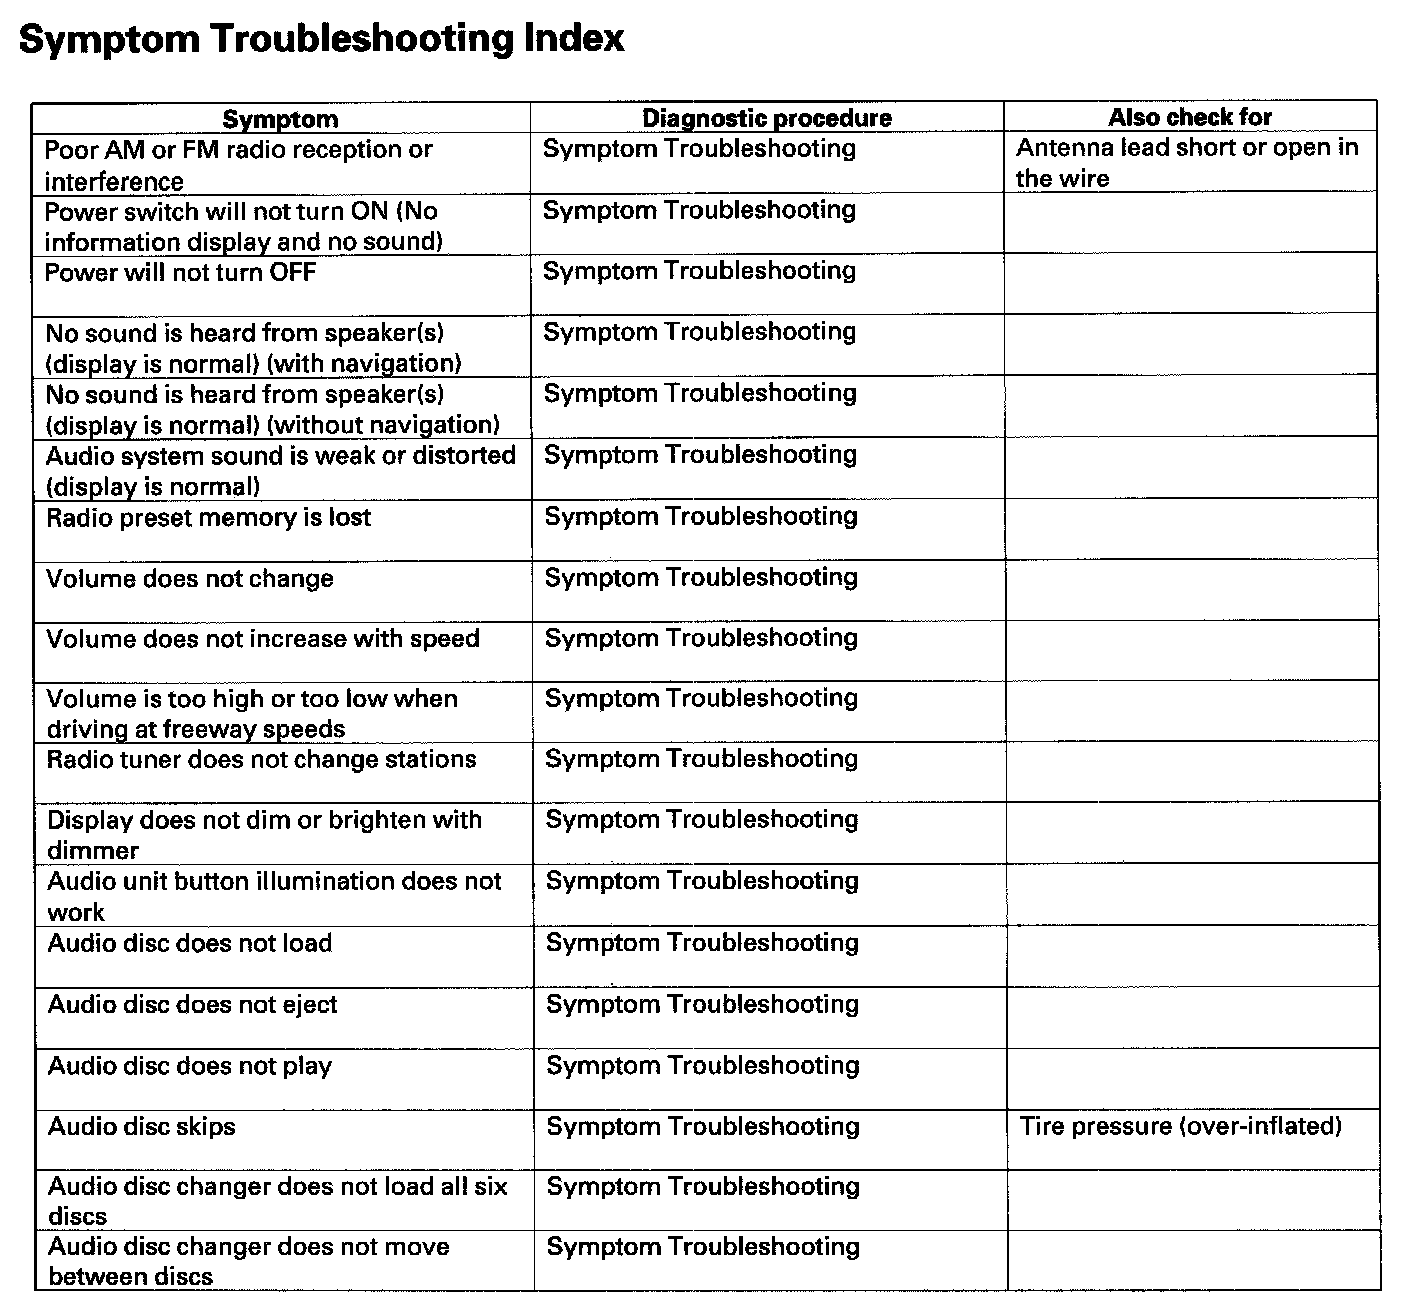 Symptom Troubleshooting Index
Symptom Diagnostic procedure Also check for
Poor AM or FM radio reception or Symptom Troubleshooting Antenna lead short or open in
interference the wire
Power switch will not turn ON (No Symptom Troubleshooting
information display and no sound)
Power will not turn OFF Symptom Troubleshooting
No sound is heard from speaker(s) Symptom Troubleshooting
(display is normal) (with navigation)
No sound is heard from speaker(s) Symptom Troubleshooting
(display is normal) (without navigation)
Audio system sound is weak or distorted Symptom Troubleshooting
(display is normal)
Radio preset memory is lost Symptom Troubleshooting
Volume does not change Symptom Troubleshooting
Volume does not increase with speed Symptom Troubleshooting
Volume is too high or too low when Symptom Troubleshooting
driving at freeway speeds
Radio tuner does not change stations Symptom Troubleshooting
Display does not dim or brighten with Symptom Troubleshooting
dimmer
Audio unit button illumination does not Symptom Troubleshooting
work
Audio disc does not load Symptom Troubleshooting
Audio disc does not eject Symptom Troubleshooting
Audio disc does not play Symptom Troubleshooting
Audio disc skips Symptom Troubleshooting Tire pressure (over-inflated)
Audio disc changer does not load all six Symptom Troubleshooting
discs
Audio disc changer does not move Symptom Troubleshooting
between discs